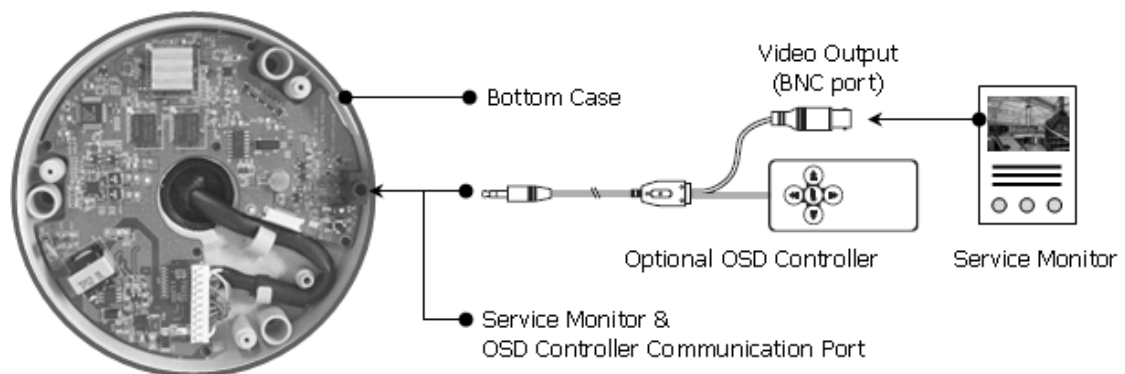 Video Output
(BNC port)
Bottom Case
Optional OSD Controller
Service Monitor
Service Monitor &
OSD Controller Communication Port